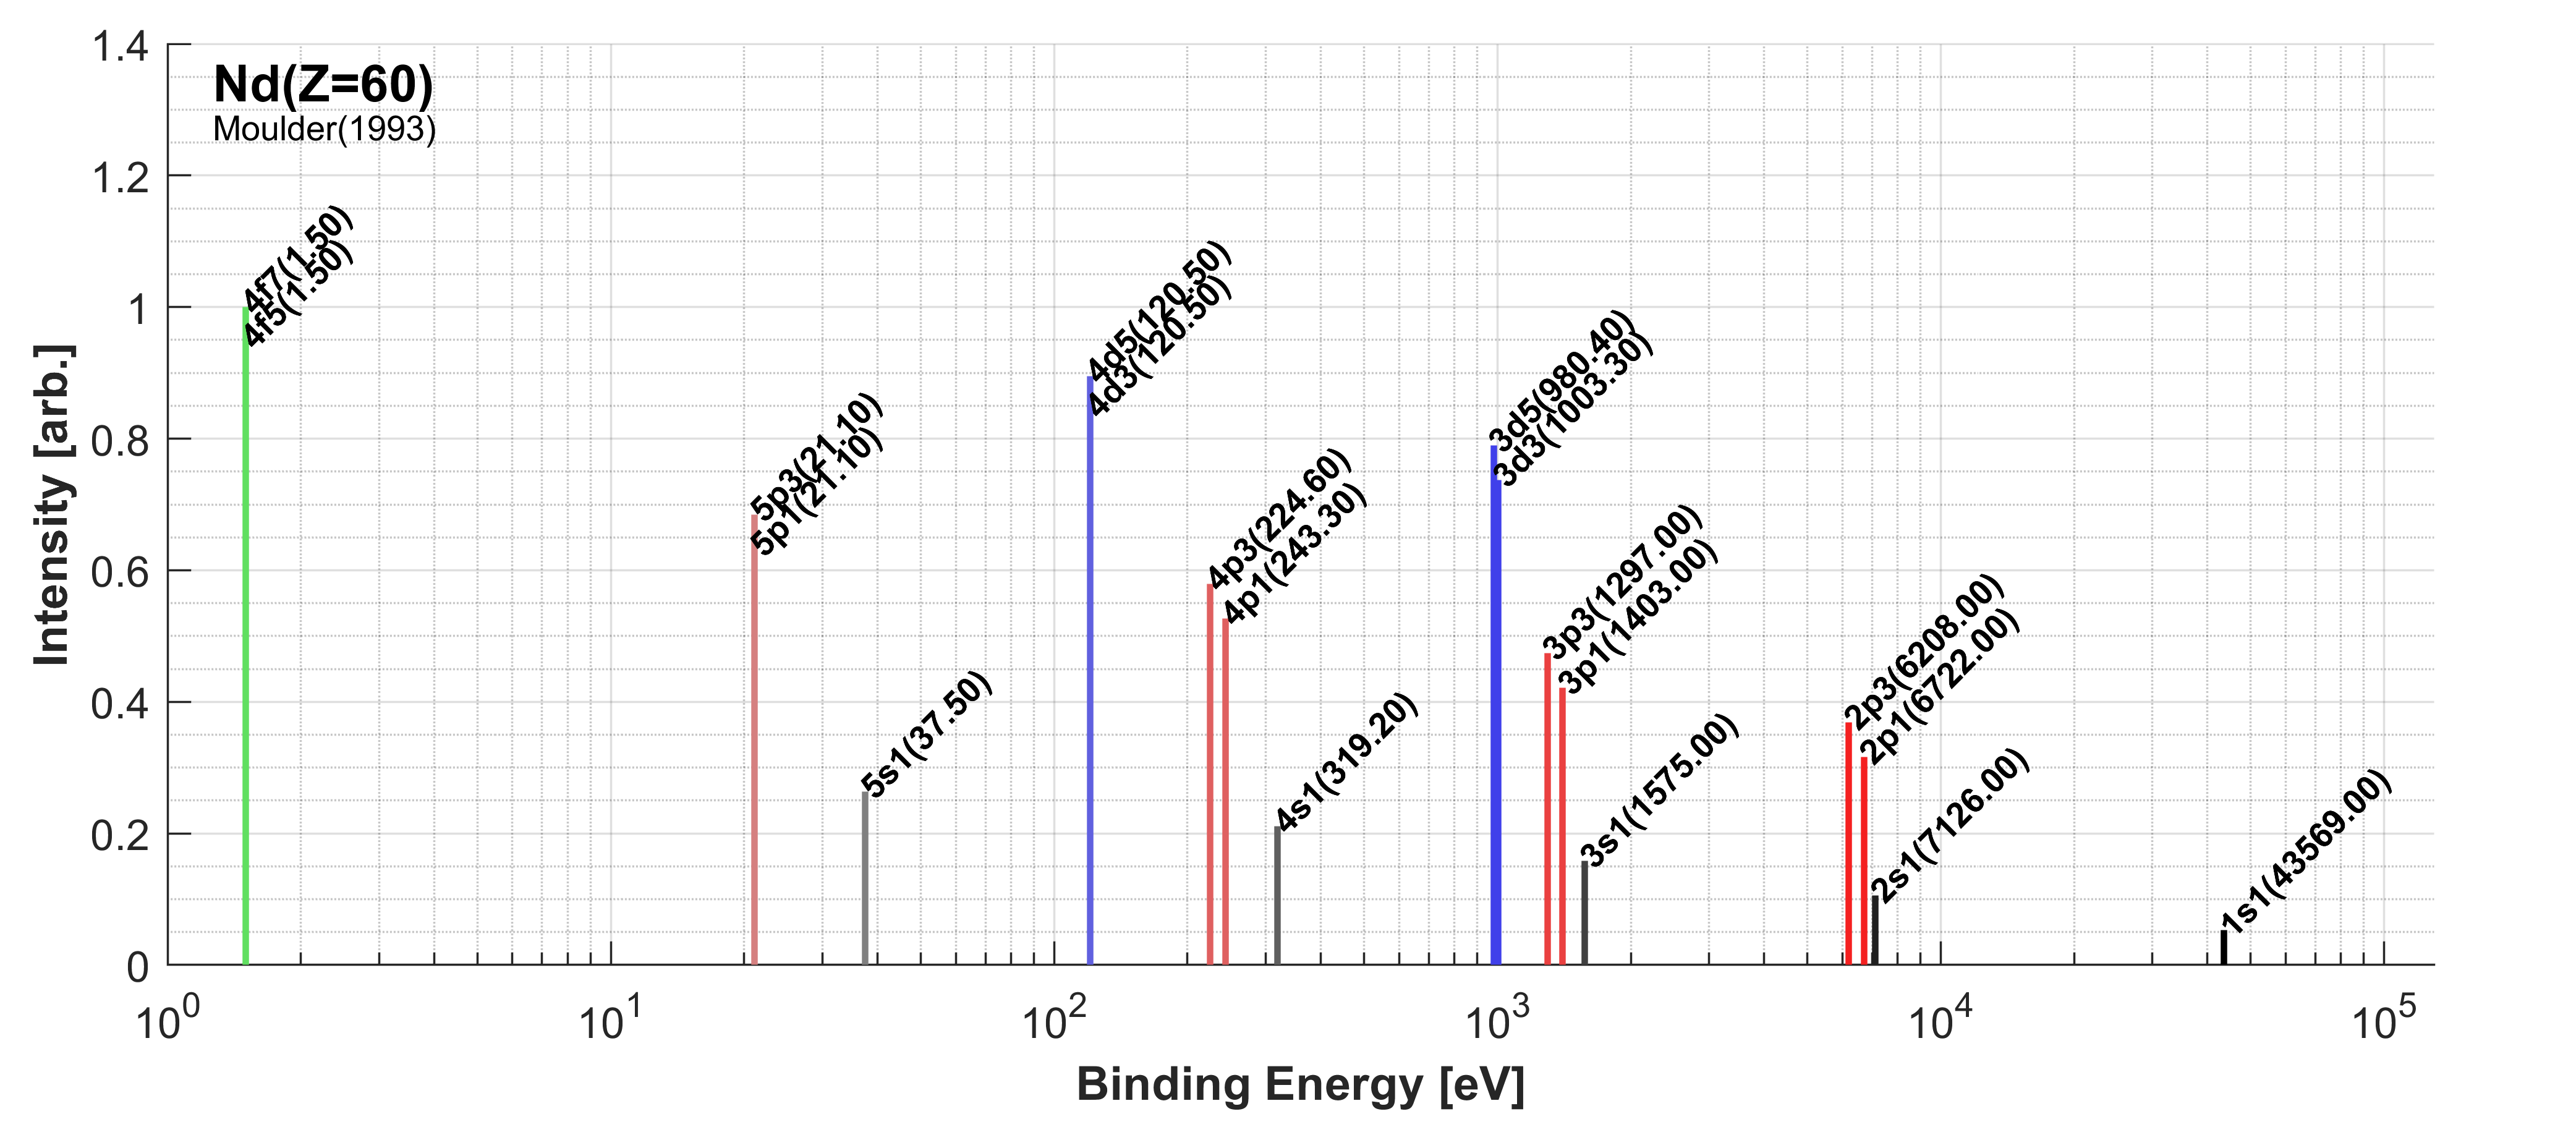 Nd(Z=60)
Moulder(1993)
1.4
1.2
1
0.8
0.6
0.4
0.2
0
Intensity [arb.]
4f7(1.50)
4f5(1.50)
5p3(21.10)
5p1(21.10)
5s1(37.50)
4d5(120.50)
4d3(120.50)
4p3(224.60)
4p1(243.30)
4s1(319.20)
3d5(980.40)
3d3(1003.30)
3p3(1297.00)
3p1(1403.00)
3s1(1575.00)
2p3(6208.00)
2p1(6722.00)
2s1(7126.00)
1s1(43569.00)
10^0 10^1 10^2 10^3 10^4 10^5
Binding Energy [eV]